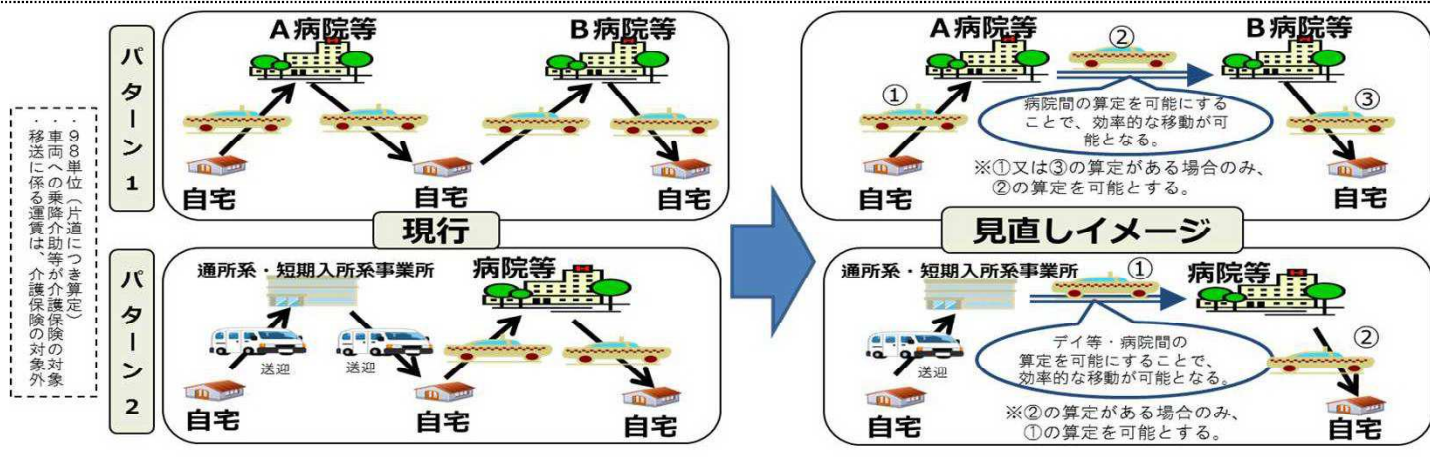 ・98単位（片道につき算定）
・車両への乗降介助等が介護保険の対象
・移送に係る運賃は、介護保険の対象外
パターン1
A病院等
B病院等
自宅
自宅
自宅
現行
パターン2
通所系・短期入所系事業所
病院等
送迎
送迎
自宅
自宅
自宅
A病院等
②
B病院等
①
病院間の算定を可能にする
ことで、効率的な移動が可
能となる。
③
自宅
※①又は③の算定がある場合のみ、
②の算定を可能とする。
自宅
見直しイメージ
通所系・短期入所系事業所
①
病院等
送迎
デイ等・病院間の
算定を可能にすることで、
効率的な移動が可能となる。
②
自宅
※②の算定がある場合のみ、
①の算定を可能とする。
自宅